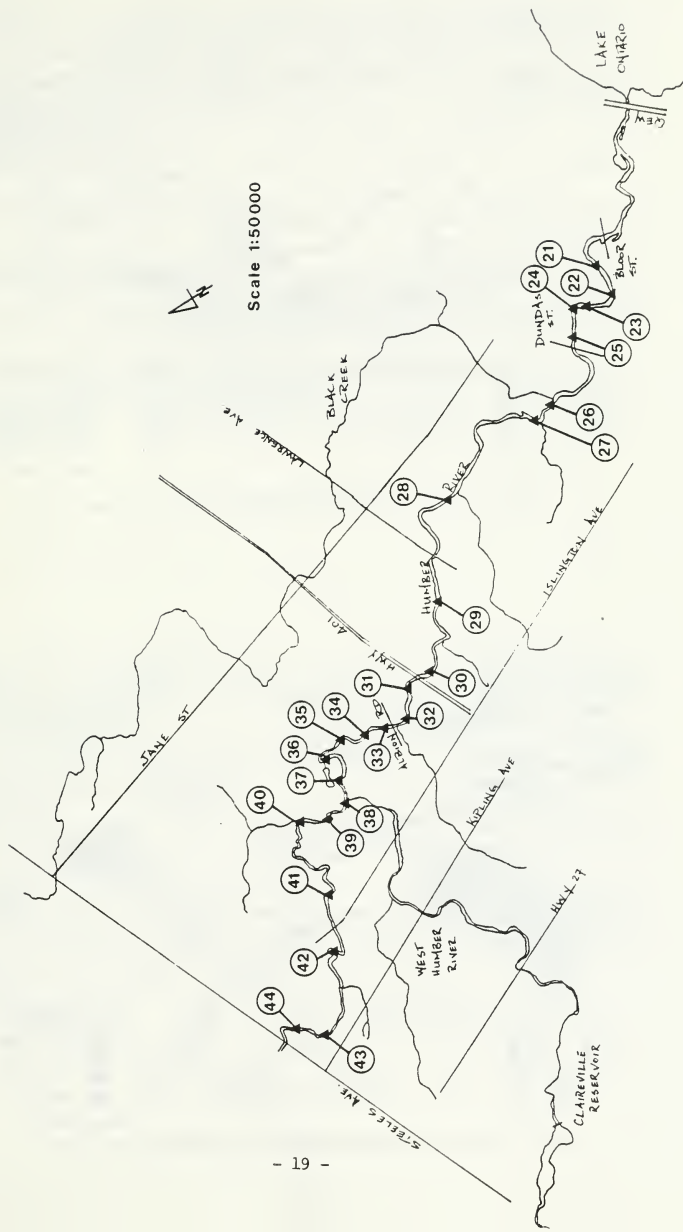 LAKE
ONTARIO
QEW
N
Scale 1:50000
BLOOR
ST.
DUNDAS
ST.
21
22
23
24
25
26
27
BLACK
CREEK
LAWRENCE AVE
28
HUMBER RIVER
29
ISLINGTON AVE
401
HWY
30
31
32
33
ALBION RD
34
35
36
37
38
39
40
JANE ST
41
42
43
44
KIPLING AVE
HWY 27
WEST
HUMBER
RIVER
CLAIREVILLE
RESERVOIR
STEELES AVE.
- 19 -